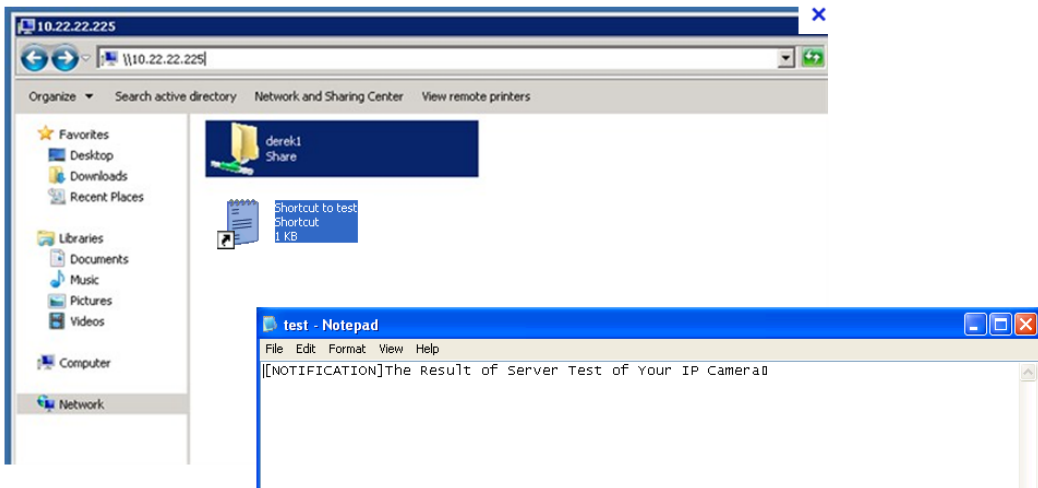 10.22.22.225
\\10.22.22.225
Organize Search active directory Network and Sharing Center View remote printers
Favorites
Desktop
Downloads
Recent Places
Libraries
Documents
Music
Pictures
Videos
Computer
Network
derek1
Share
Shortcut to test
Shortcut
1 KB
test - Notepad
File Edit Format View Help
[NOTIFICATION]The Result of Server Test of Your IP Camera▯